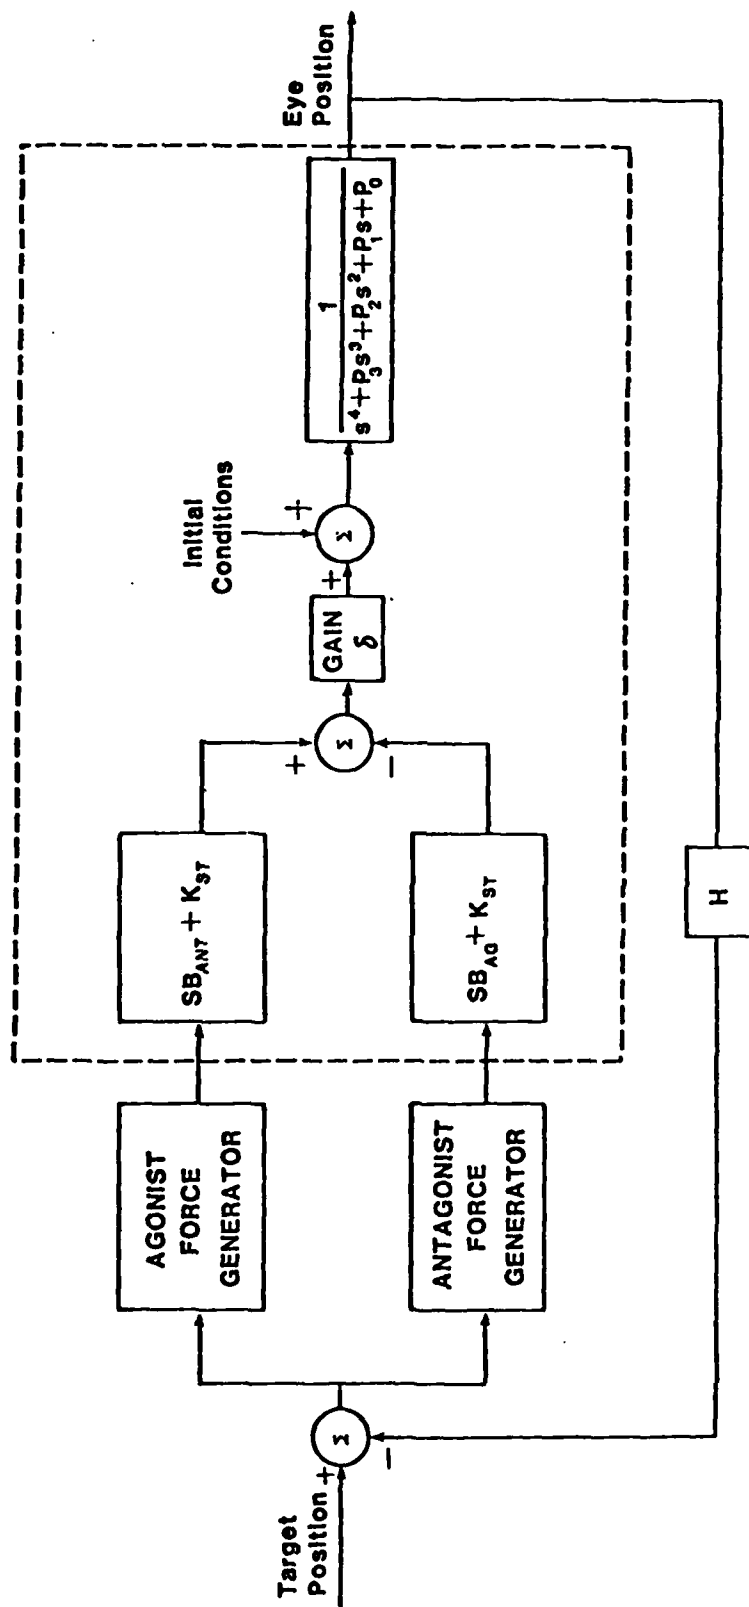 Target
Position
+
Σ
−
AGONIST
FORCE
GENERATOR
ANTAGONIST
FORCE
GENERATOR
SB_ANT + K_ST
SB_AG + K_ST
+
Σ
−
GAIN
δ
Initial
Conditions
+
+
Σ
1
s⁴+P₃s³+P₂s²+P₁s+P₀
Eye
Position
H